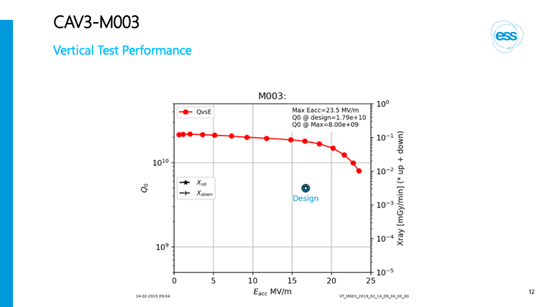 CAV3-M003
ess
Vertical Test Performance
M003:
QvsE
Max Eacc=23.5 MV/m
Q0 @ design=1.79e+10
Q0 @ Max=8.00e+09
10^0
10^-1
10^10
10^-2
X_up
X_down
Q_0
Design
10^-3
Xray [mGy/min] (* up + down)
10^-4
10^9
10^-5
0 5 10 15 20 25
E_acc MV/m
14-02-2019 09:04
VT_M003_2019_02_14_09_04_00_00
12